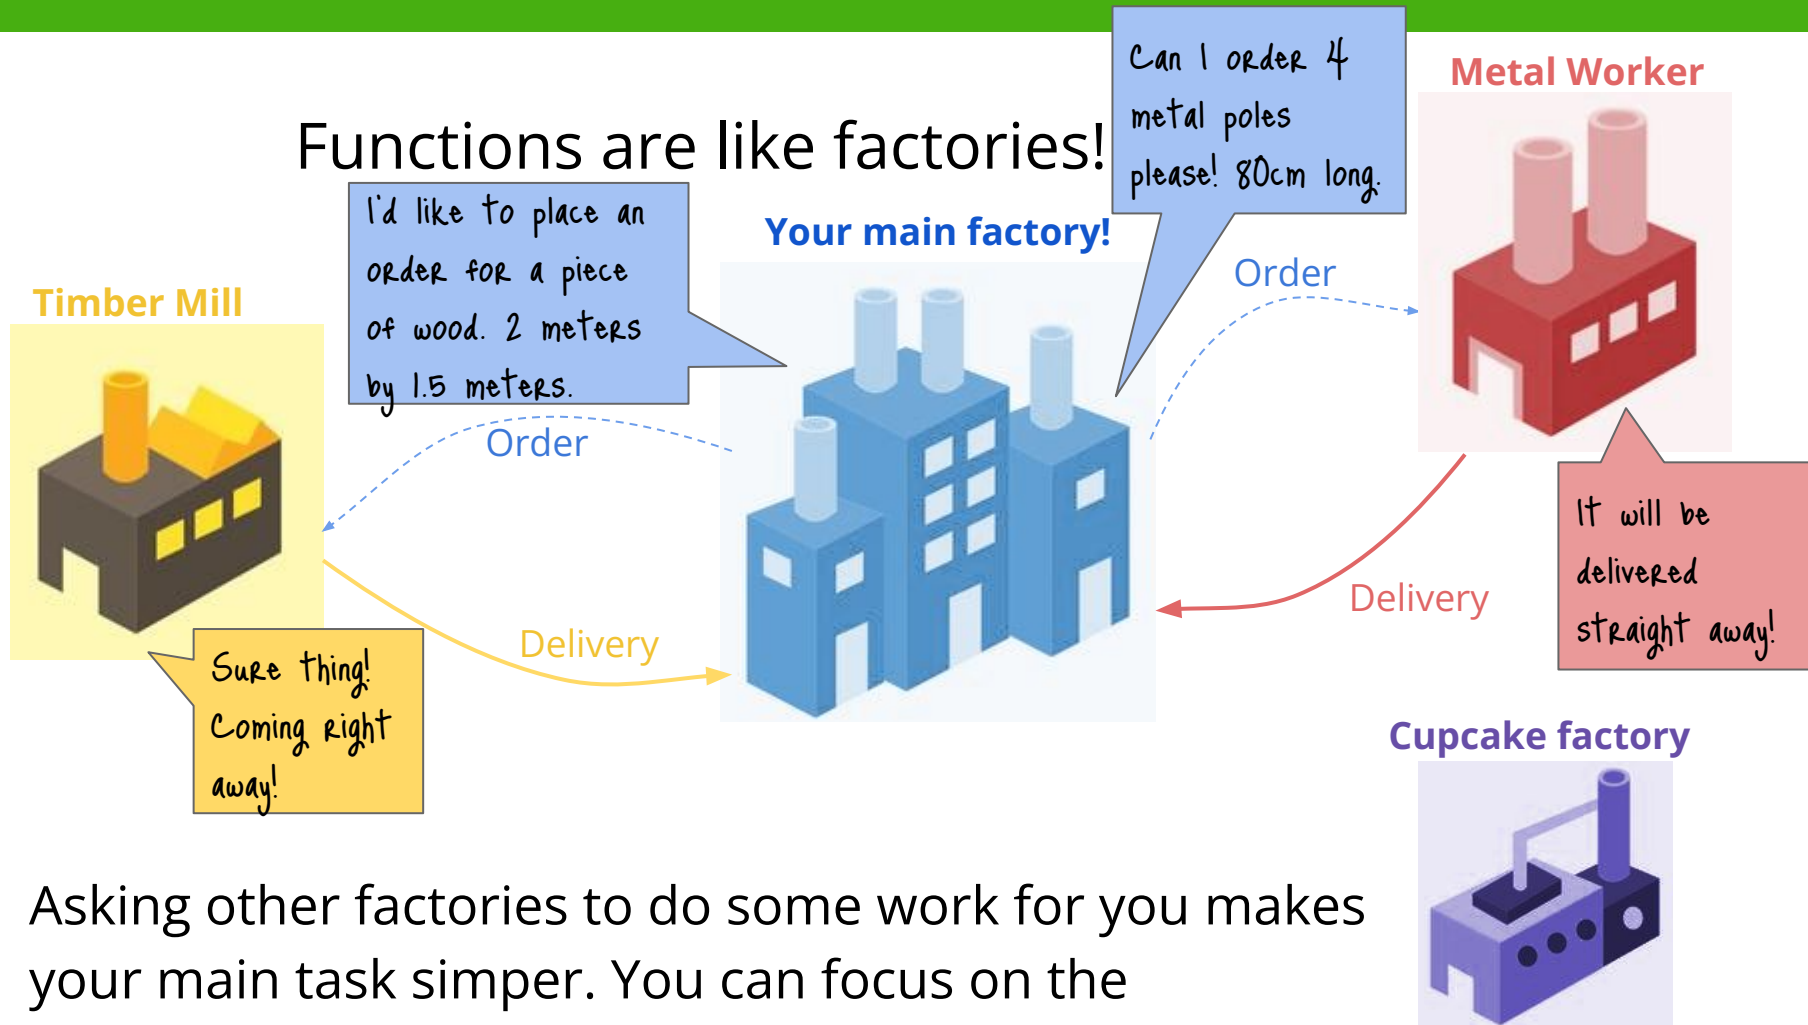 Functions are like factories!
Can I order 4
metal poles
please! 80cm long.
Metal Worker
I'd like to place an
order for a piece
of wood. 2 meters
by 1.5 meters.
Your main factory!
Order
Timber Mill
Order
It will be
delivered
straight away!
Delivery
Delivery
Sure thing!
Coming right
away!
Cupcake factory
Asking other factories to do some work for you makes
your main task simper. You can focus on the